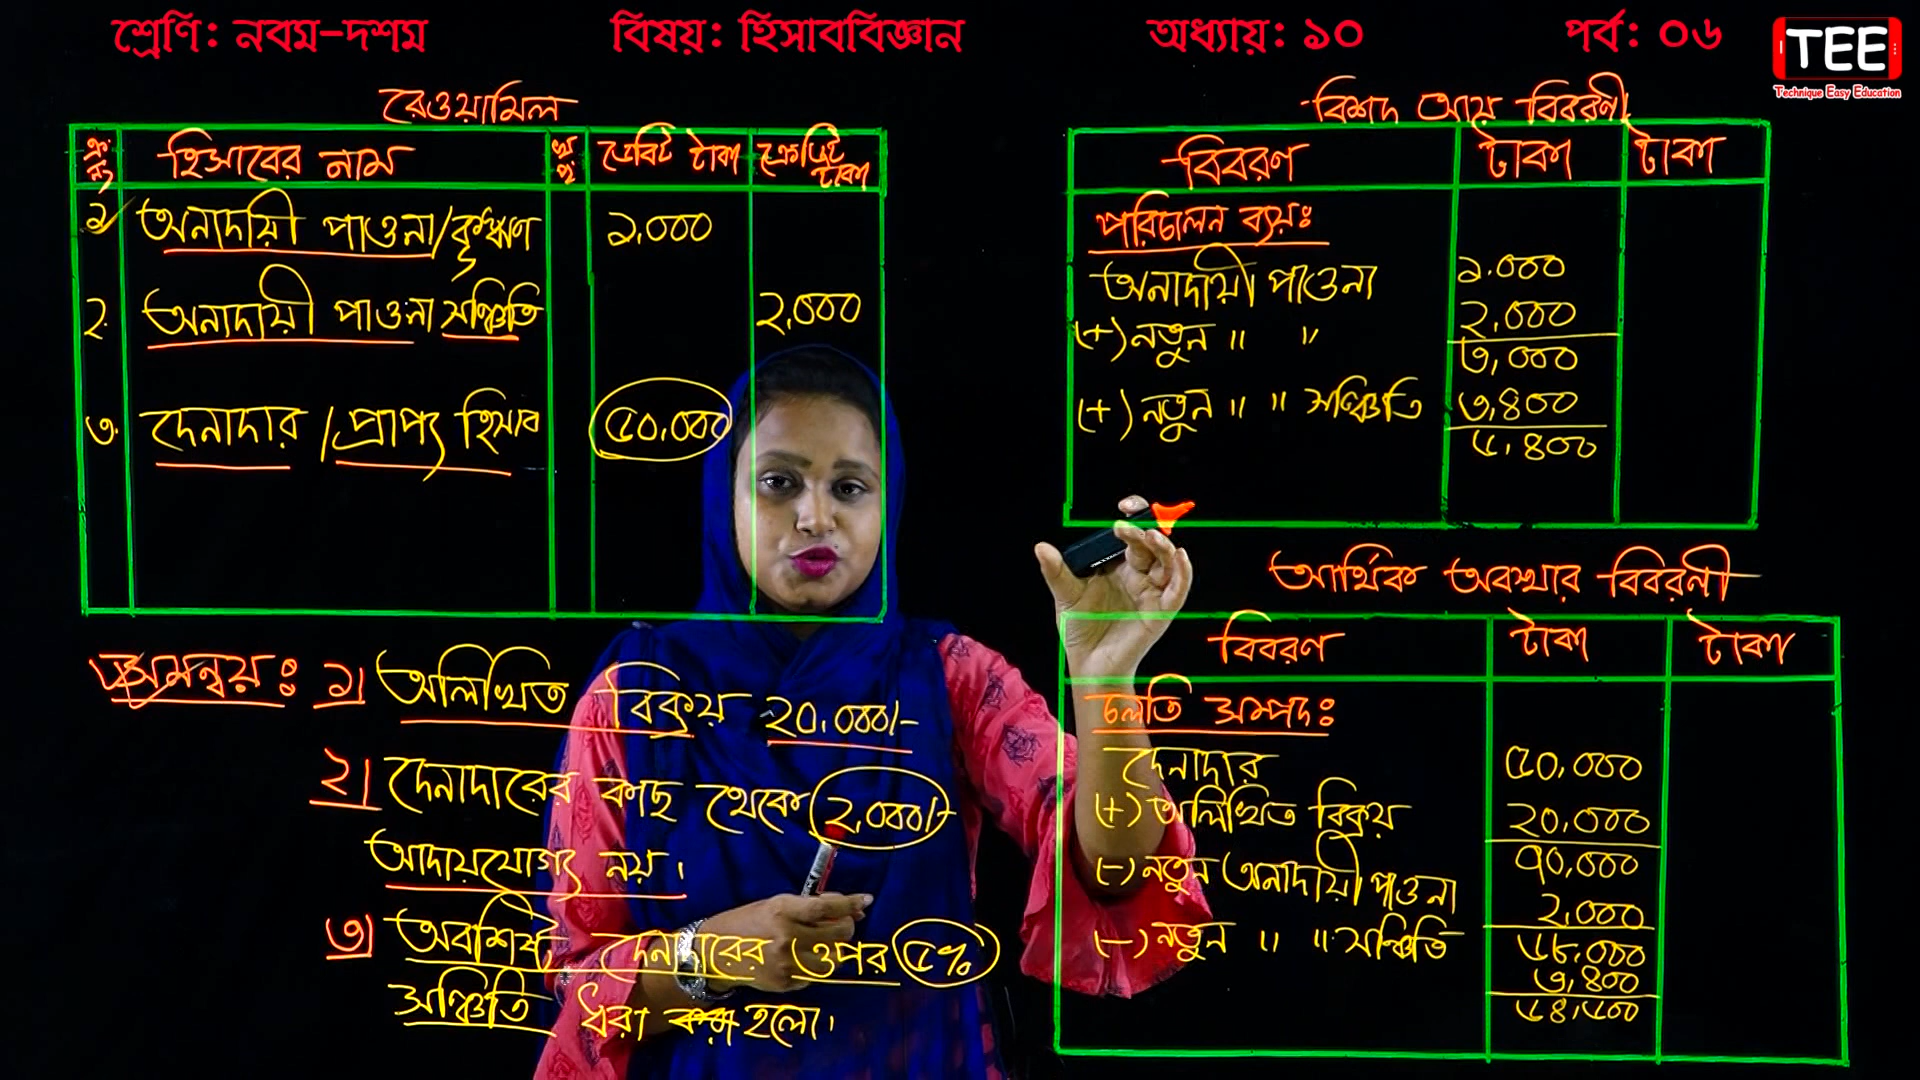 শ্রেণি: নবম-দশম বিষয়: হিসাববিজ্ঞান অধ্যায়: ১০ পর্ব: ০৬
TEE
Technique Easy Education
রেওয়ামিল
ক্র: নং হিসাবের নাম খ: পৃ: ডেবিট টাকা ক্রেডিট টাকা
১ অনাদায়ী পাওনা/কুঋণ ১,০০০
২. অনাদায়ী পাওনা সঞ্চিতি ২,০০০
৩. দেনাদার / প্রাপ্য হিসাব ৫০,০০০
সমন্বয়ঃ ১) অলিখিত বিক্রয় ২০,০০০/-
২) দেনাদারের কাছ থেকে ২,০০০/-
আদায়যোগ্য নয়।
৩) অবশিষ্ট দেনাদারের ওপর ৫%
সঞ্চিতি ধরা হলো।
বিশদ আয় বিবরণী
বিবরণ টাকা টাকা
পরিচালন ব্যয়ঃ
অনাদায়ী পাওনা ১,০০০
(+) নতুন " " ২,০০০
৩,০০০
(+) নতুন " " সঞ্চিতি ৩,৪০০
৫,৪০০
আর্থিক অবস্থার বিবরণী
বিবরণ টাকা টাকা
চলতি সম্পদঃ
দেনাদার ৫০,০০০
(+) অলিখিত বিক্রয় ২০,০০০
৭০,০০০
(-) নতুন অনাদায়ী পাওনা ২,০০০
৬৮,০০০
(-) নতুন " " সঞ্চিতি ৩,৪০০